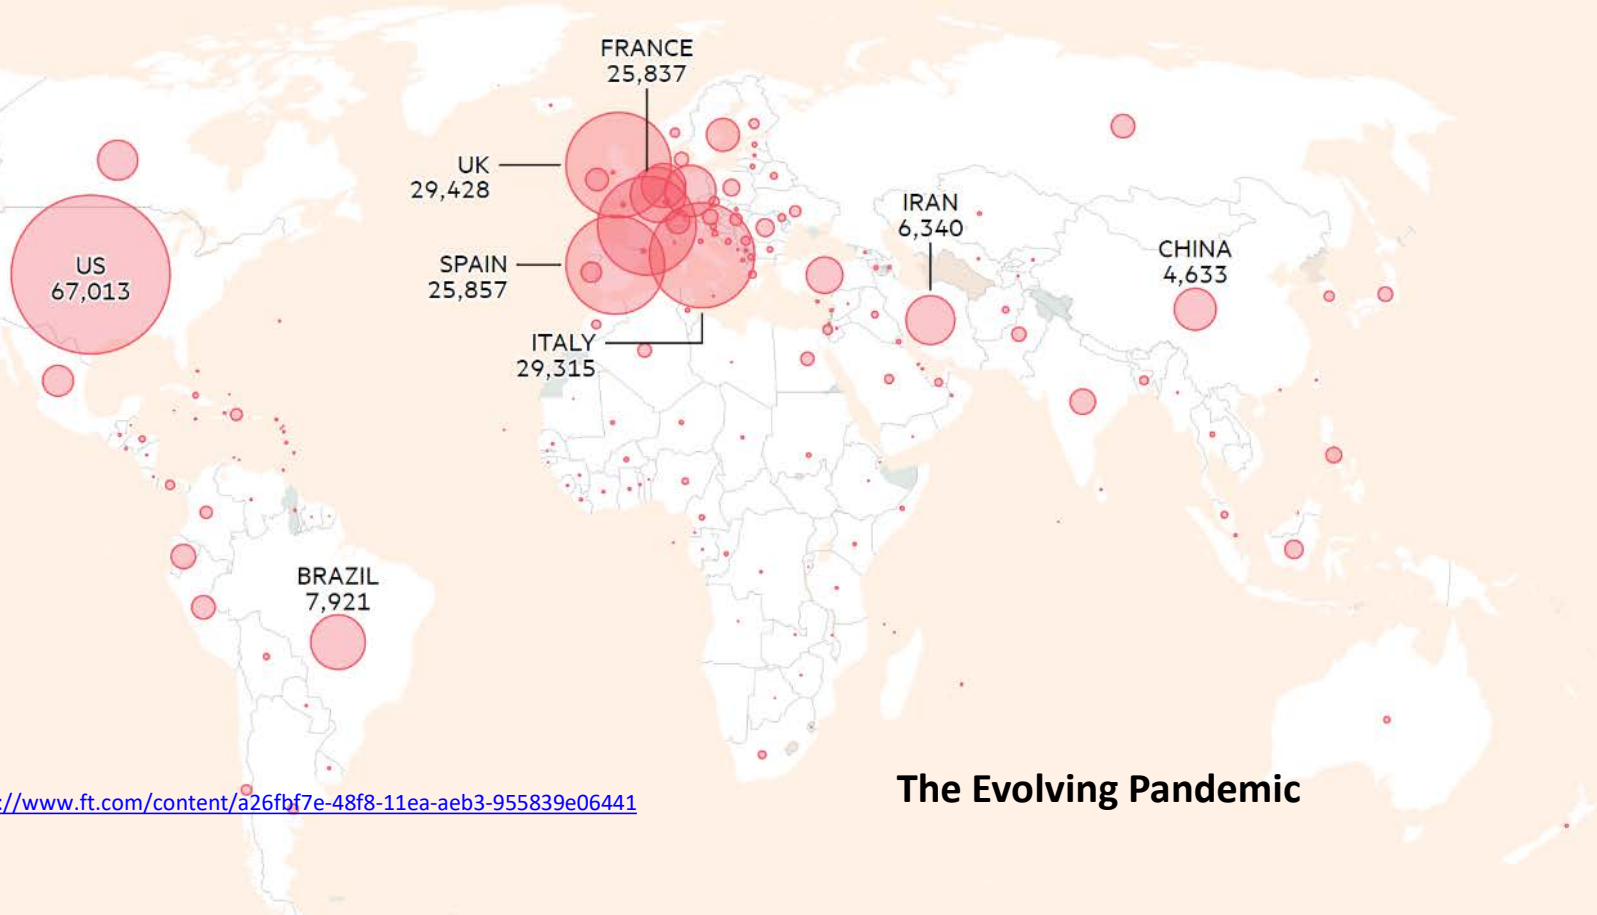 FRANCE
25,837
UK
29,428
US
67,013
SPAIN
25,857
ITALY
29,315
IRAN
6,340
CHINA
4,633
BRAZIL
7,921
://www.ft.com/content/a26fbf7e-48f8-11ea-aeb3-955839e06441
The Evolving Pandemic